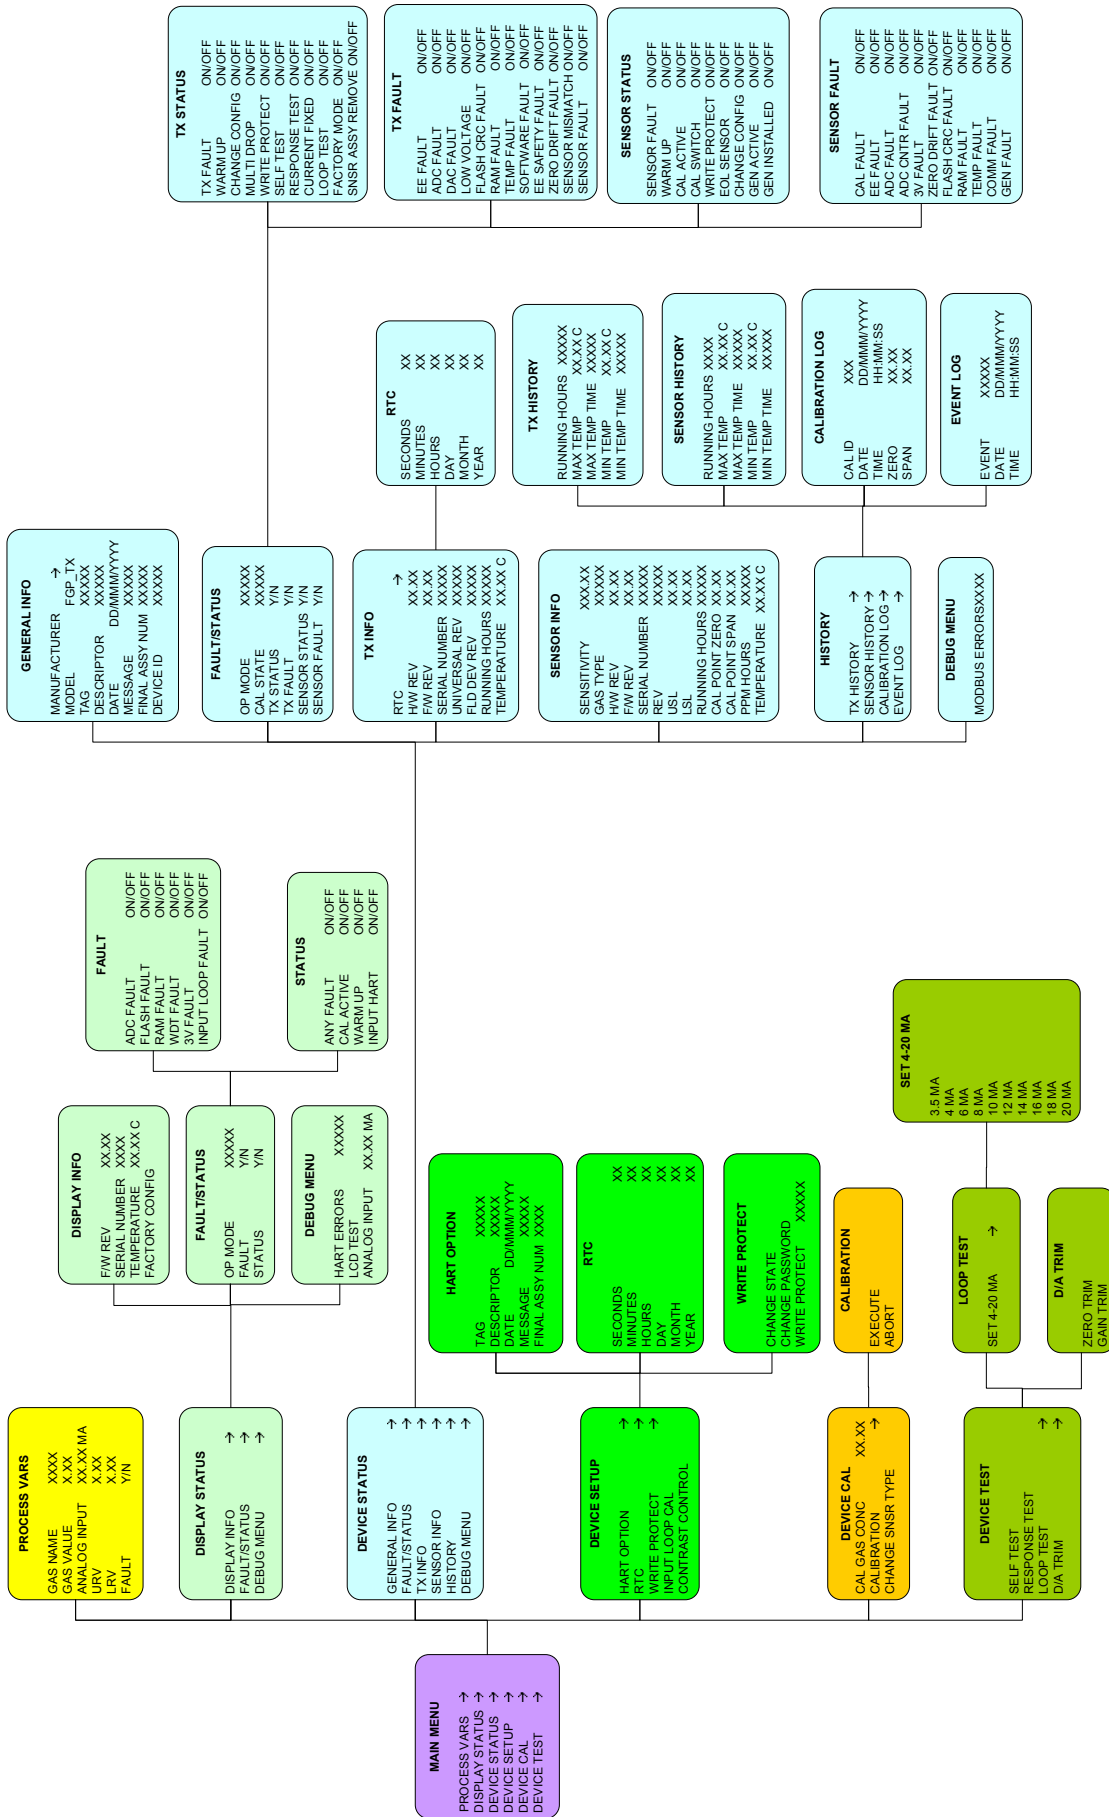 MAIN MENU
PROCESS VARS →
DISPLAY STATUS →
DEVICE STATUS →
DEVICE SETUP →
DEVICE CAL →
DEVICE TEST →
PROCESS VARS
GAS NAME XXXX
GAS VALUE X.XX
ANALOG INPUT XX.XX MA
URV X.XX
LRV X.XX
FAULT Y/N
DISPLAY STATUS
DISPLAY INFO →
FAULT/STATUS →
DEBUG MENU →
DEVICE STATUS
GENERAL INFO →
FAULT/STATUS →
TX INFO →
SENSOR INFO →
HISTORY →
DEBUG MENU →
DEVICE SETUP
HART OPTION →
RTC →
WRITE PROTECT →
INPUT LOOP CAL
CONTRAST CONTROL
DEVICE CAL
CAL GAS CONC XX.XX
CALIBRATION →
CHANGE SNSR TYPE
DEVICE TEST
SELF TEST
RESPONSE TEST
LOOP TEST →
D/A TRIM →
DISPLAY INFO
F/W REV XX.XX
SERIAL NUMBER XXXX
TEMPERATURE XX.XX C
FACTORY CONFIG
FAULT/STATUS
OP MODE XXXXX
FAULT Y/N
STATUS Y/N
DEBUG MENU
HART ERRORS XXXXX
LCD TEST
ANALOG INPUT XX.XX MA
HART OPTION
TAG XXXXX
DESCRIPTOR XXXXX
DATE DD/MMM/YYYY
MESSAGE XXXXX
FINAL ASSY NUM XXXX
RTC
SECONDS XX
MINUTES XX
HOURS XX
DAY XX
MONTH XX
YEAR XX
WRITE PROTECT
CHANGE STATE
CHANGE PASSWORD
WRITE PROTECT XXXXX
CALIBRATION
EXECUTE
ABORT
LOOP TEST
SET 4-20 MA →
D/A TRIM
ZERO TRIM
GAIN TRIM
FAULT
ADC FAULT ON/OFF
FLASH FAULT ON/OFF
RAM FAULT ON/OFF
WDT FAULT ON/OFF
3V FAULT ON/OFF
INPUT LOOP FAULT ON/OFF
STATUS
ANY FAULT ON/OFF
CAL ACTIVE ON/OFF
WARM UP ON/OFF
INPUT HART ON/OFF
SET 4-20 MA
3.5 MA
4 MA
6 MA
8 MA
10 MA
12 MA
14 MA
16 MA
18 MA
20 MA
GENERAL INFO
MANUFACTURER →
MODEL FGP_TX
TAG XXXXX
DESCRIPTOR XXXXX
DATE DD/MMM/YYY
MESSAGE XXXXX
FINAL ASSY NUM XXXXX
DEVICE ID XXXXX
FAULT/STATUS
OP MODE XXXXX
CAL STATE XXXXX
TX STATUS Y/N
TX FAULT Y/N
SENSOR STATUS Y/N
SENSOR FAULT Y/N
TX INFO
RTC →
H/W REV XX.XX
F/W REV XX.XX
SERIAL NUMBER XXXXX
UNIVERSAL REV XXXXX
FLD DEV REV XXXXX
RUNNING HOURS XXXXX
TEMPERATURE XX.XX C
SENSOR INFO
SENSITIVITY XXX.XX
GAS TYPE XXXXX
H/W REV XX.XX
F/W REV XX.XX
SERIAL NUMBER XXXXX
REV XXXX
USL XX.XX
LSL XX.XX
RUNNING HOURS XXXXX
CAL POINT ZERO XX.XX
CAL POINT SPAN XX.XX
PPM HOURS XXXXX
TEMPERATURE XX.XX C
HISTORY
TX HISTORY →
SENSOR HISTORY →
CALIBRATION LOG →
EVENT LOG →
DEBUG MENU
MODBUS ERRORSXXXX
RTC
SECONDS XX
MINUTES XX
HOURS XX
DAY XX
MONTH XX
YEAR XX
TX HISTORY
RUNNING HOURS XXXXX
MAX TEMP XX.XX C
MAX TEMP TIME XXXXX
MIN TEMP XX.XX C
MIN TEMP TIME XXXXX
SENSOR HISTORY
RUNNING HOURS XXXX
MAX TEMP XX.XX C
MAX TEMP TIME XXXXX
MIN TEMP XX.XX C
MIN TEMP TIME XXXXX
CALIBRATION LOG
CAL ID XXX
DATE DD/MMM/YYYY
TIME HH:MM:SS
ZERO XX.XX
SPAN XX.XX
EVENT LOG
EVENT XXXXX
DATE DD/MMM/YYYY
TIME HH:MM:SS
TX STATUS
TX FAULT ON/OFF
WARM UP ON/OFF
CHANGE CONFIG ON/OFF
MULTI DROP ON/OFF
WRITE PROTECT ON/OFF
SELF TEST ON/OFF
RESPONSE TEST ON/OFF
CURRENT FIXED ON/OFF
LOOP TEST ON/OFF
FACTORY MODE ON/OFF
SNSR ASSY REMOVE ON/OFF
TX FAULT
EE FAULT ON/OFF
ADC FAULT ON/OFF
DAC FAULT ON/OFF
LOW VOLTAGE ON/OFF
FLASH CRC FAULT ON/OFF
RAM FAULT ON/OFF
TEMP FAULT ON/OFF
SOFTWARE FAULT ON/OFF
EE SAFETY FAULT ON/OFF
ZERO DRIFT FAULT ON/OFF
SENSOR MISMATCH ON/OFF
SENSOR FAULT ON/OFF
SENSOR STATUS
SENSOR FAULT ON/OFF
WARM UP ON/OFF
CAL ACTIVE ON/OFF
CAL SWITCH ON/OFF
WRITE PROTECT ON/OFF
EOL SENSOR ON/OFF
CHANGE CONFIG ON/OFF
GEN ACTIVE ON/OFF
GEN INSTALLED ON/OFF
SENSOR FAULT
CAL FAULT ON/OFF
EE FAULT ON/OFF
ADC FAULT ON/OFF
ADC CNTR FAULT ON/OFF
3V FAULT ON/OFF
ZERO DRIFT FAULT ON/OFF
FLASH CRC FAULT ON/OFF
RAM FAULT ON/OFF
TEMP FAULT ON/OFF
COMM FAULT ON/OFF
GEN FAULT ON/OFF